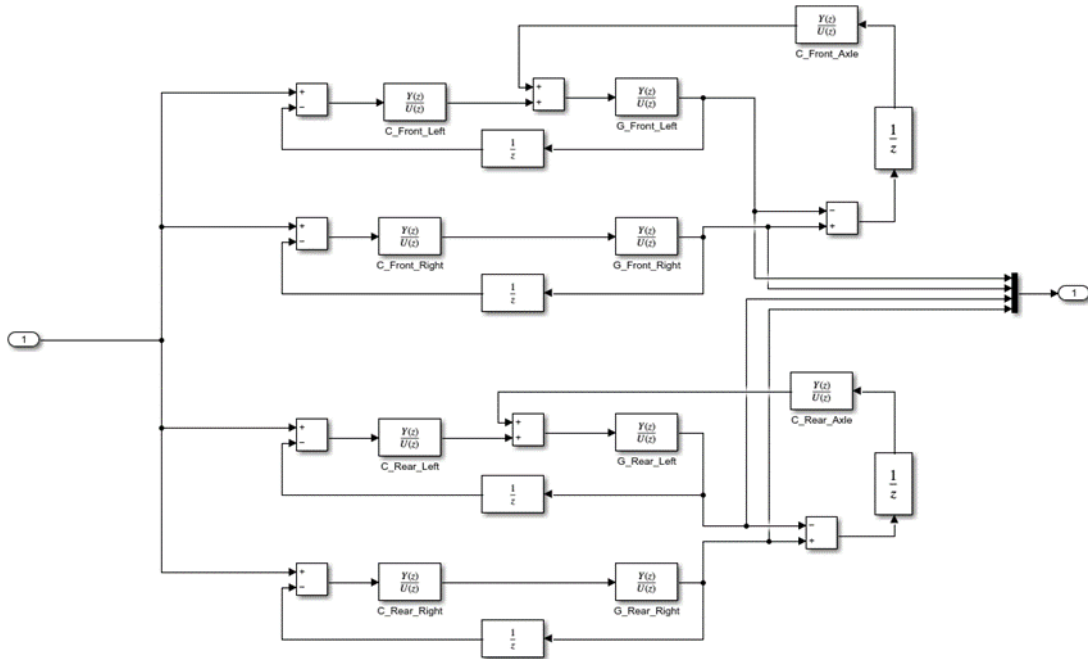 Y(z)
U(z)
C_Front_Axle
+
+
+
−
Y(z)
U(z)
C_Front_Left
Y(z)
U(z)
G_Front_Left
1
z
1
z
−
+
+
−
Y(z)
U(z)
C_Front_Right
Y(z)
U(z)
G_Front_Right
1
z
1
1
Y(z)
U(z)
C_Rear_Axle
+
+
+
−
Y(z)
U(z)
C_Rear_Left
Y(z)
U(z)
G_Rear_Left
1
z
1
z
−
+
+
−
Y(z)
U(z)
C_Rear_Right
Y(z)
U(z)
G_Rear_Right
1
z